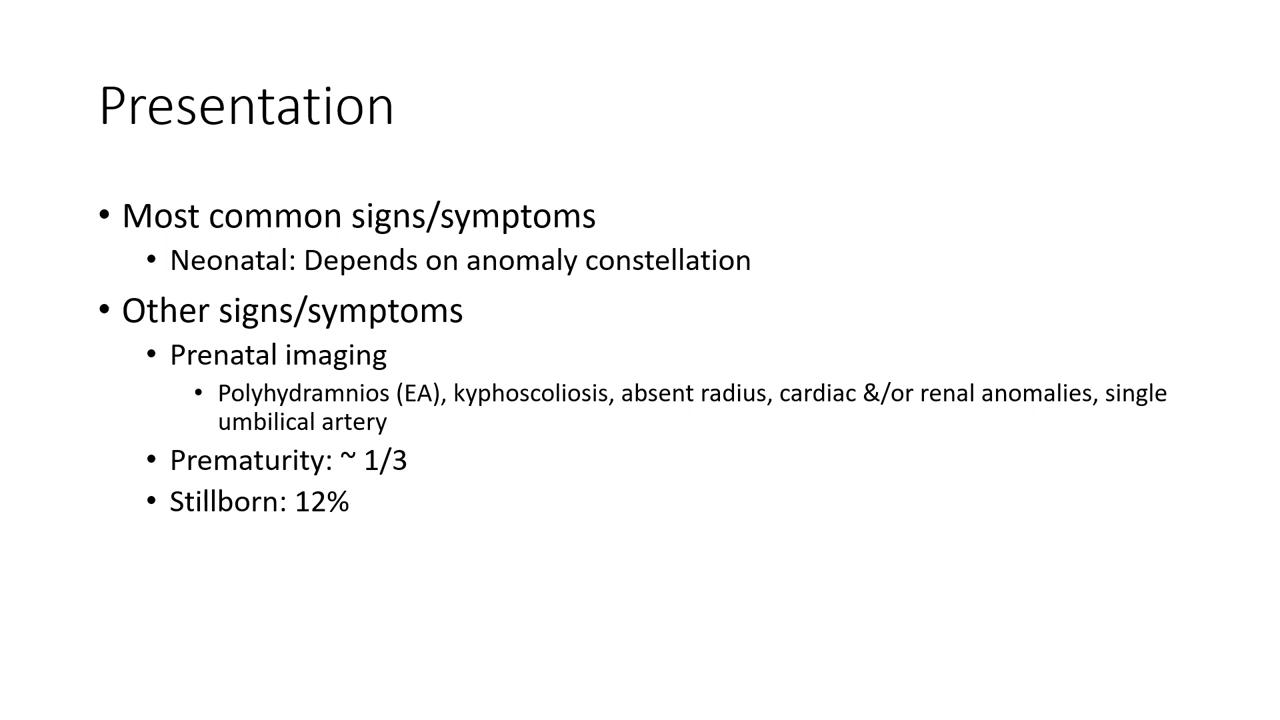 Presentation
• Most common signs/symptoms
• Neonatal: Depends on anomaly constellation
• Other signs/symptoms
• Prenatal imaging
• Polyhydramnios (EA), kyphoscoliosis, absent radius, cardiac &/or renal anomalies, single
umbilical artery
• Prematurity: ~ 1/3
• Stillborn: 12%